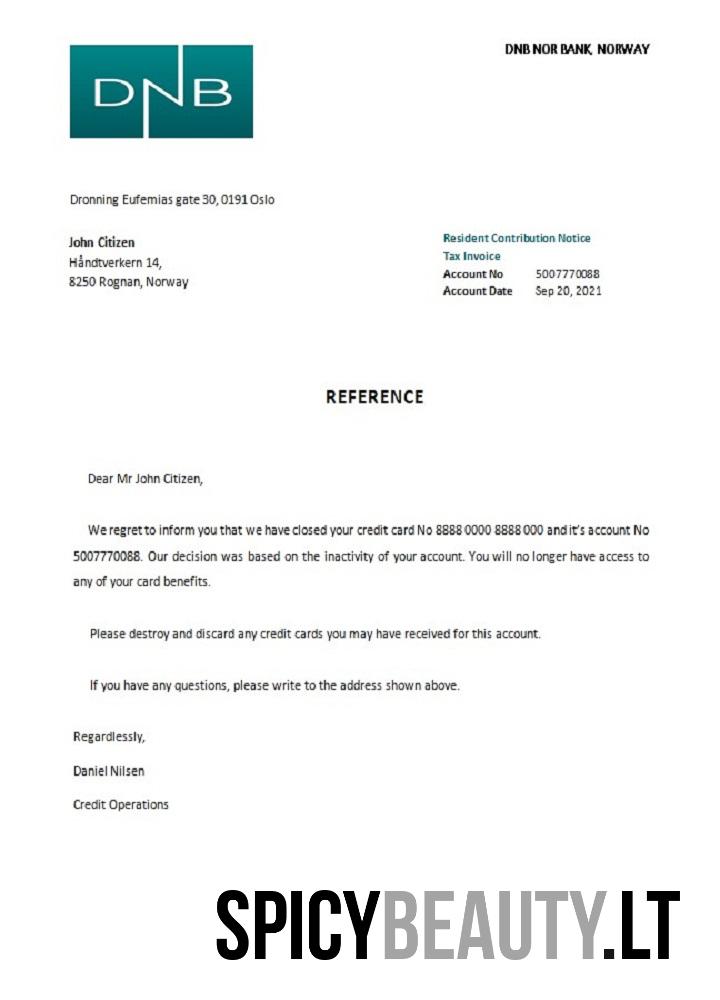 DNB
DNB NOR BANK, NORWAY
Dronning Eufemias gate 30, 0191 Oslo
John Citizen
Håndtverkern 14,
8250 Rognan, Norway
Resident Contribution Notice
Tax Invoice
Account No 5007770088
Account Date Sep 20, 2021
REFERENCE
Dear Mr John Citizen,
We regret to inform you that we have closed your credit card No 8888 0000 8888 000 and it's account No
5007770088. Our decision was based on the inactivity of your account. You will no longer have access to
any of your card benefits.
Please destroy and discard any credit cards you may have received for this account.
If you have any questions, please write to the address shown above.
Regardlessly,
Daniel Nilsen
Credit Operations
SPICYBEAUTY.LT